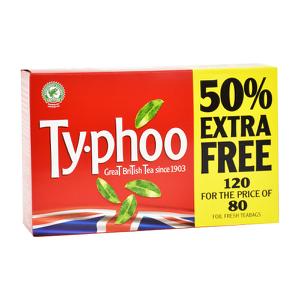 Ty·phoo
GreaT BriTish Tea since 1903
50%
EXTRA
FREE
120
FOR THE PRICE OF
80
FOIL FRESH TEABAGS